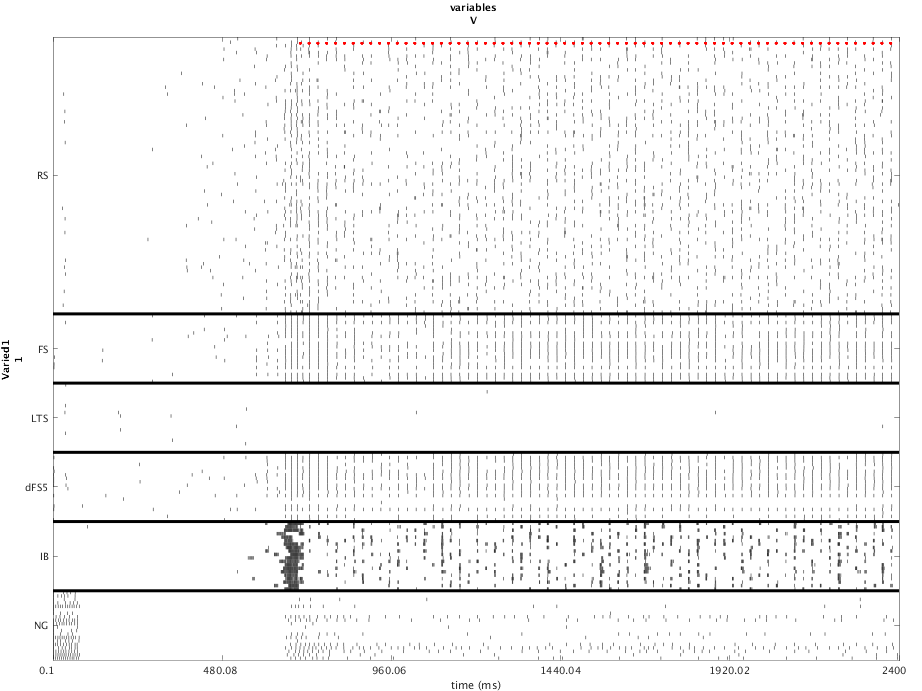 variables
V
RS
FS
LTS
dFS5
IB
NG
Varied1
1
0.1
480.08
960.06
1440.04
1920.02
2400
time (ms)